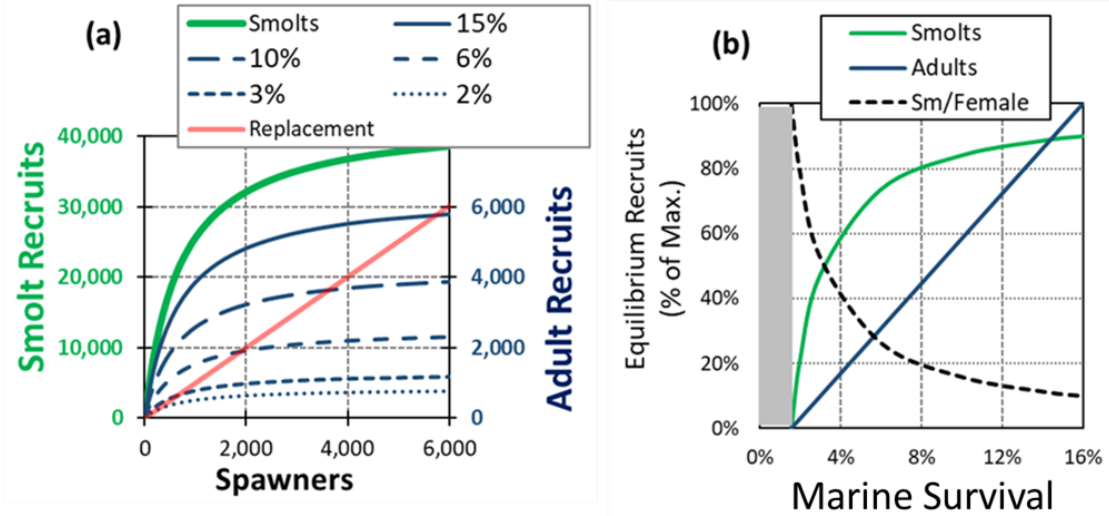 (a)
Smolts 15%
10% 6%
3% 2%
Replacement
40,000
30,000
20,000
10,000
0
Smolt Recruits
6,000
4,000
2,000
0
Adult Recruits
0 2,000 4,000 6,000
Spawners
(b)
Smolts
Adults
Sm/Female
100%
80%
60%
40%
20%
0%
Equilibrium Recruits
(% of Max.)
0% 4% 8% 12% 16%
Marine Survival